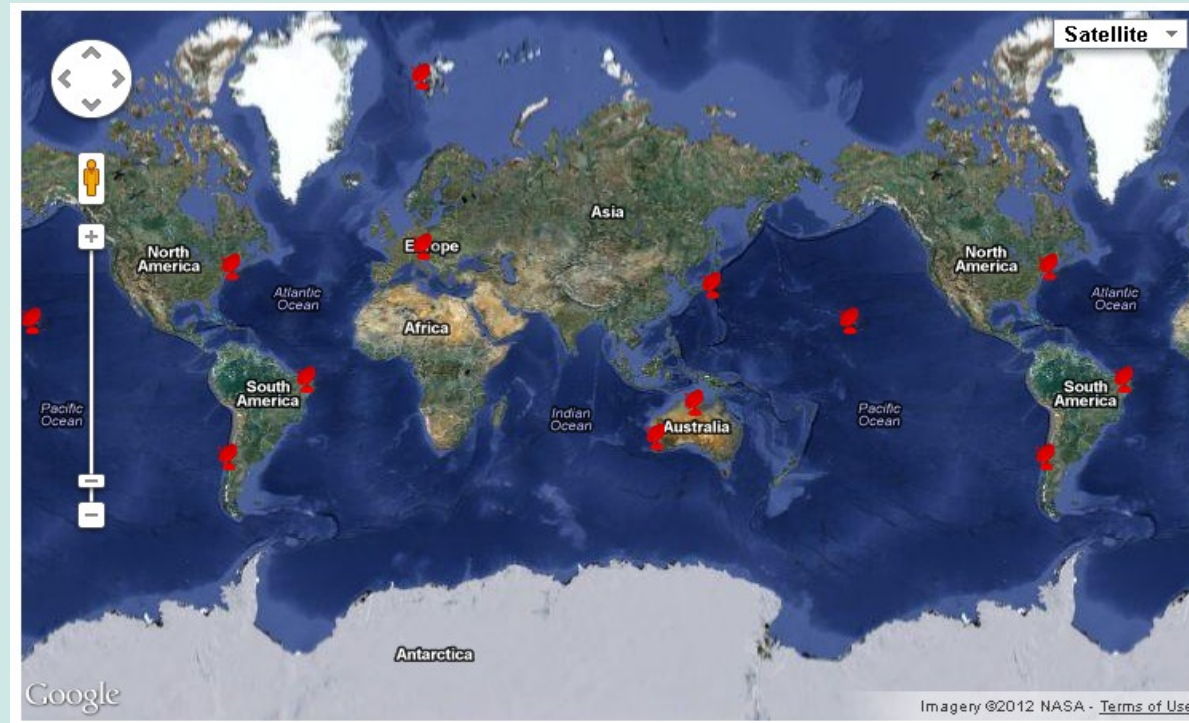 Satellite
Asia
North
America
Europe
North
America
Atlantic
Ocean
Atlantic
Ocean
Africa
South
America
South
America
Pacific
Ocean
Indian
Ocean
Australia
Pacific
Ocean
Antarctica
Google
Imagery ©2012 NASA - Terms of Use